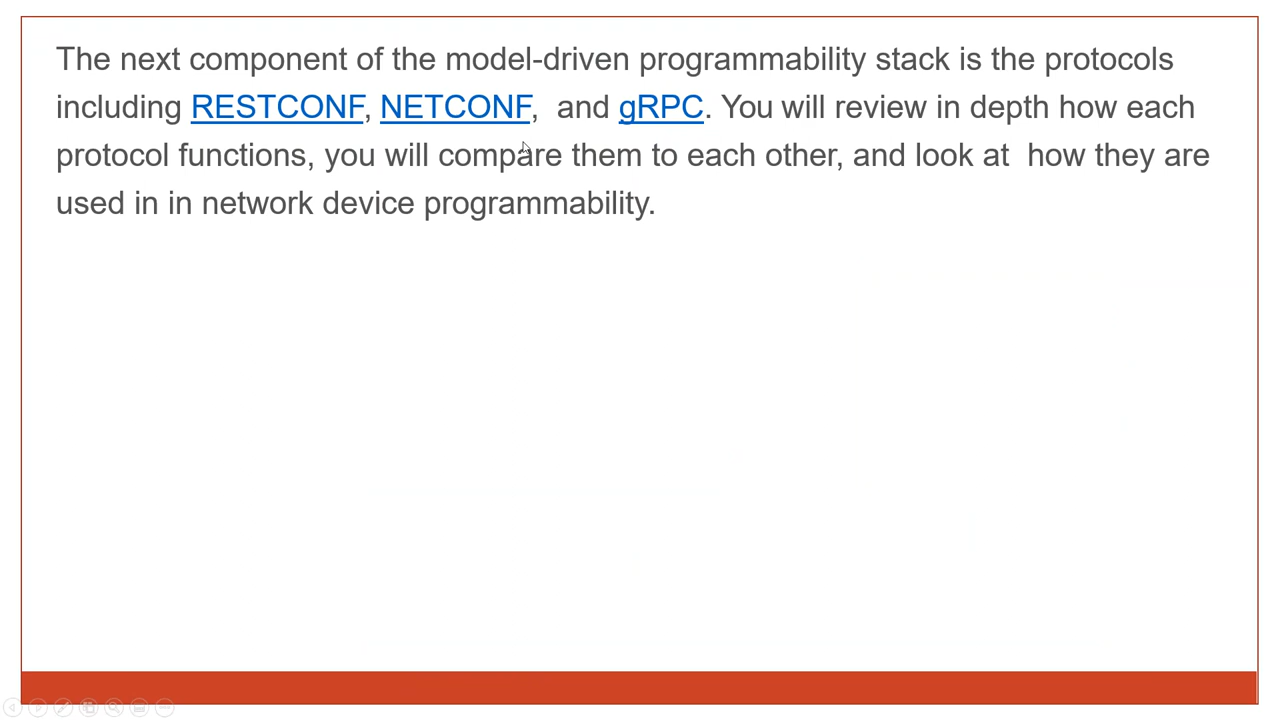 The next component of the model-driven programmability stack is the protocols
including RESTCONF, NETCONF,  and gRPC. You will review in depth how each
protocol functions, you will compare them to each other, and look at  how they are
used in in network device programmability.